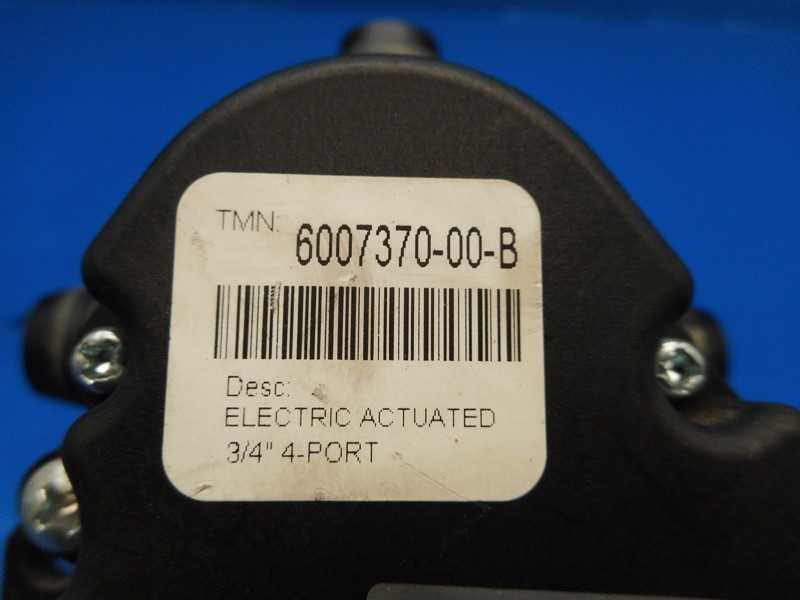 TMN: 6007370-00-B
Desc:
ELECTRIC ACTUATED
3/4" 4-PORT